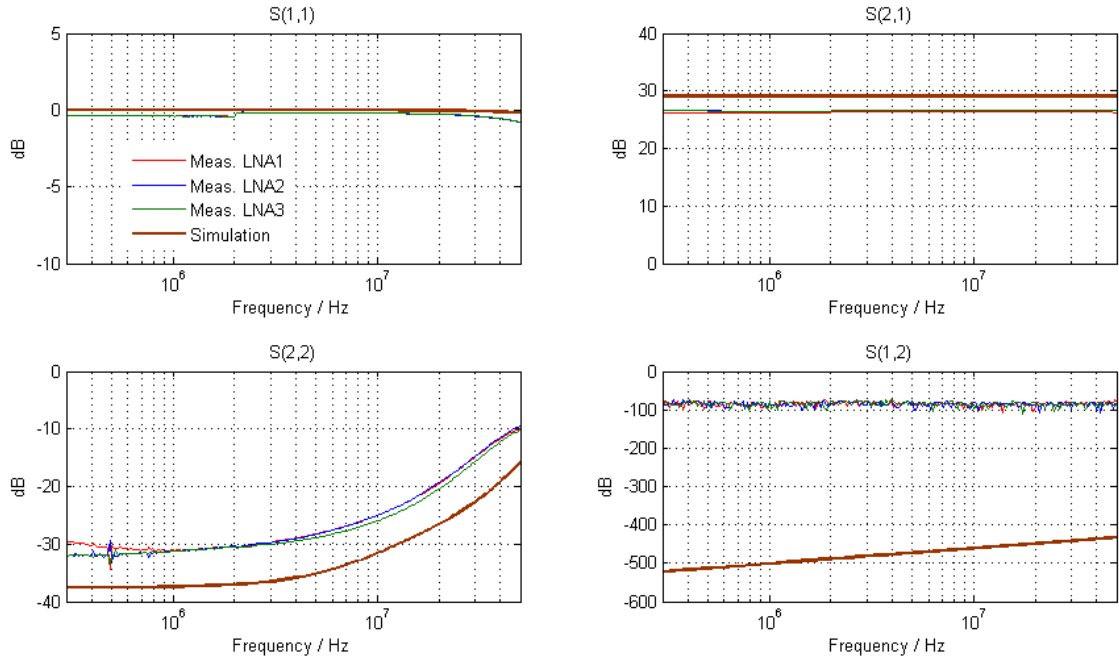 S(1,1)
5
0
-5
-10
dB
Meas. LNA1
Meas. LNA2
Meas. LNA3
Simulation
10^6
10^7
Frequency / Hz
S(2,1)
40
30
20
10
0
dB
10^6
10^7
Frequency / Hz
S(2,2)
0
-10
-20
-30
-40
dB
10^6
10^7
Frequency / Hz
S(1,2)
0
-100
-200
-300
-400
-500
-600
dB
10^6
10^7
Frequency / Hz